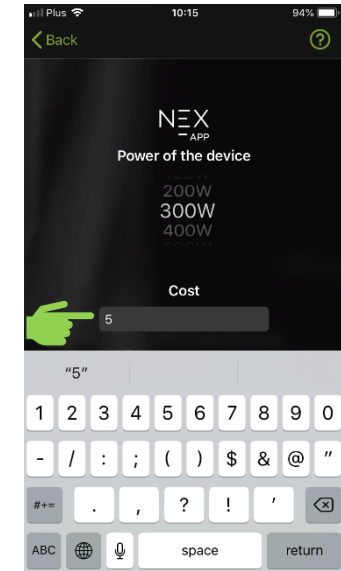 Plus 10:15 94%
Back ?
NEX
APP
Power of the device
200W
300W
400W
Cost
5
"5"
1 2 3 4 5 6 7 8 9 0
- / : ; ( ) $ & @ "
#+= . , ? ! '
ABC space return